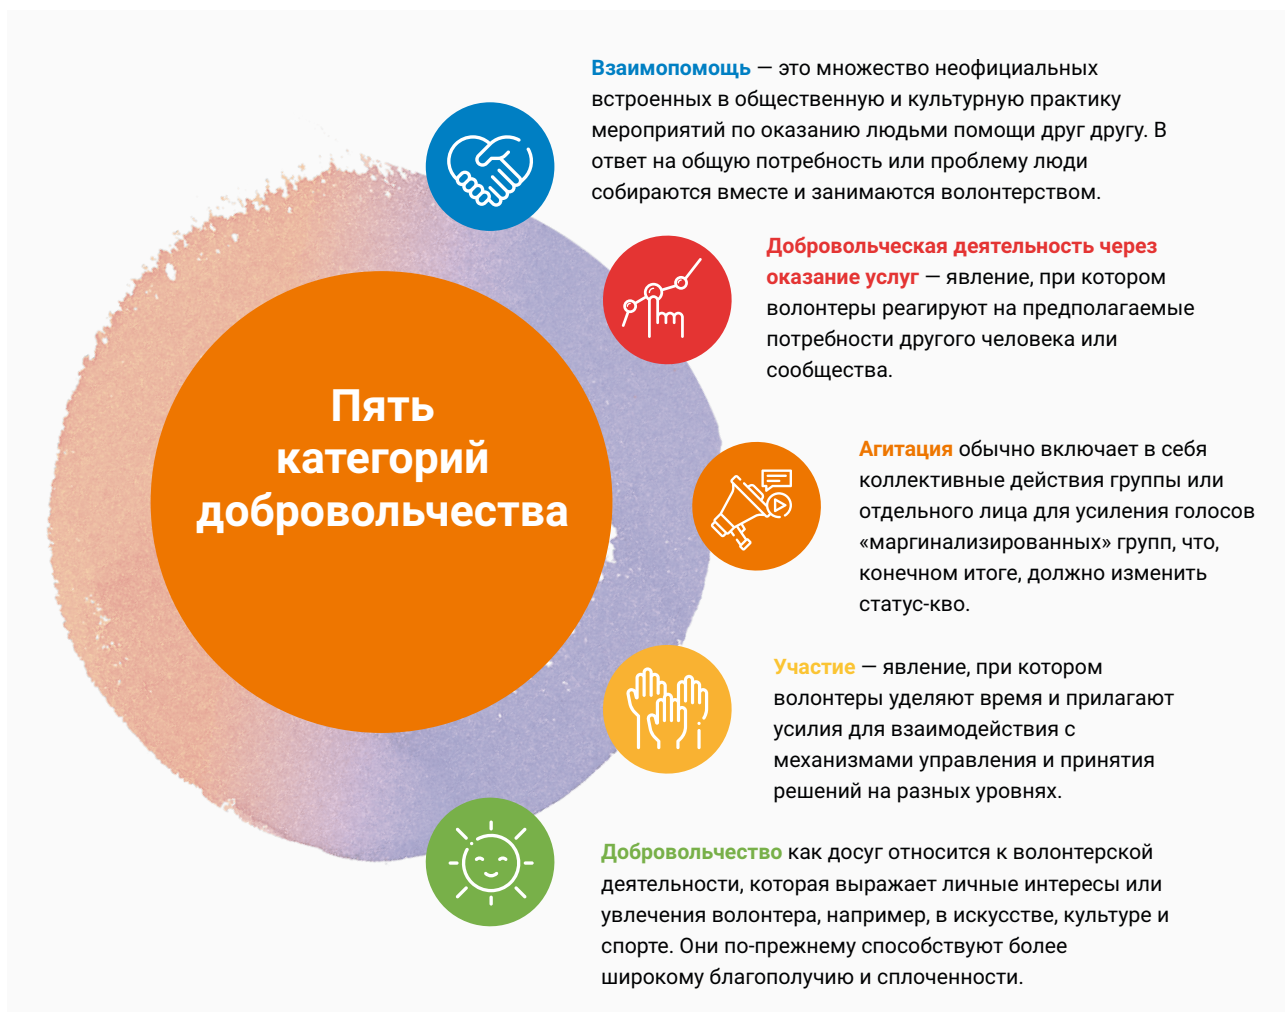 Взаимопомощь — это множество неофициальных
встроенных в общественную и культурную практику
мероприятий по оказанию людьми помощи друг другу. В
ответ на общую потребность или проблему люди
собираются вместе и занимаются волонтерством.
Добровольческая деятельность через
оказание услуг — явление, при котором
волонтеры реагируют на предполагаемые
потребности другого человека или
сообщества.
Пять
категорий
добровольчества
Агитация обычно включает в себя
коллективные действия группы или
отдельного лица для усиления голосов
«маргинализированных» групп, что,
конечном итоге, должно изменить
статус-кво.
Участие — явление, при котором
волонтеры уделяют время и прилагают
усилия для взаимодействия с
механизмами управления и принятия
решений на разных уровнях.
Добровольчество как досуг относится к волонтерской
деятельности, которая выражает личные интересы или
увлечения волонтера, например, в искусстве, культуре и
спорте. Они по-прежнему способствуют более
широкому благополучию и сплоченности.